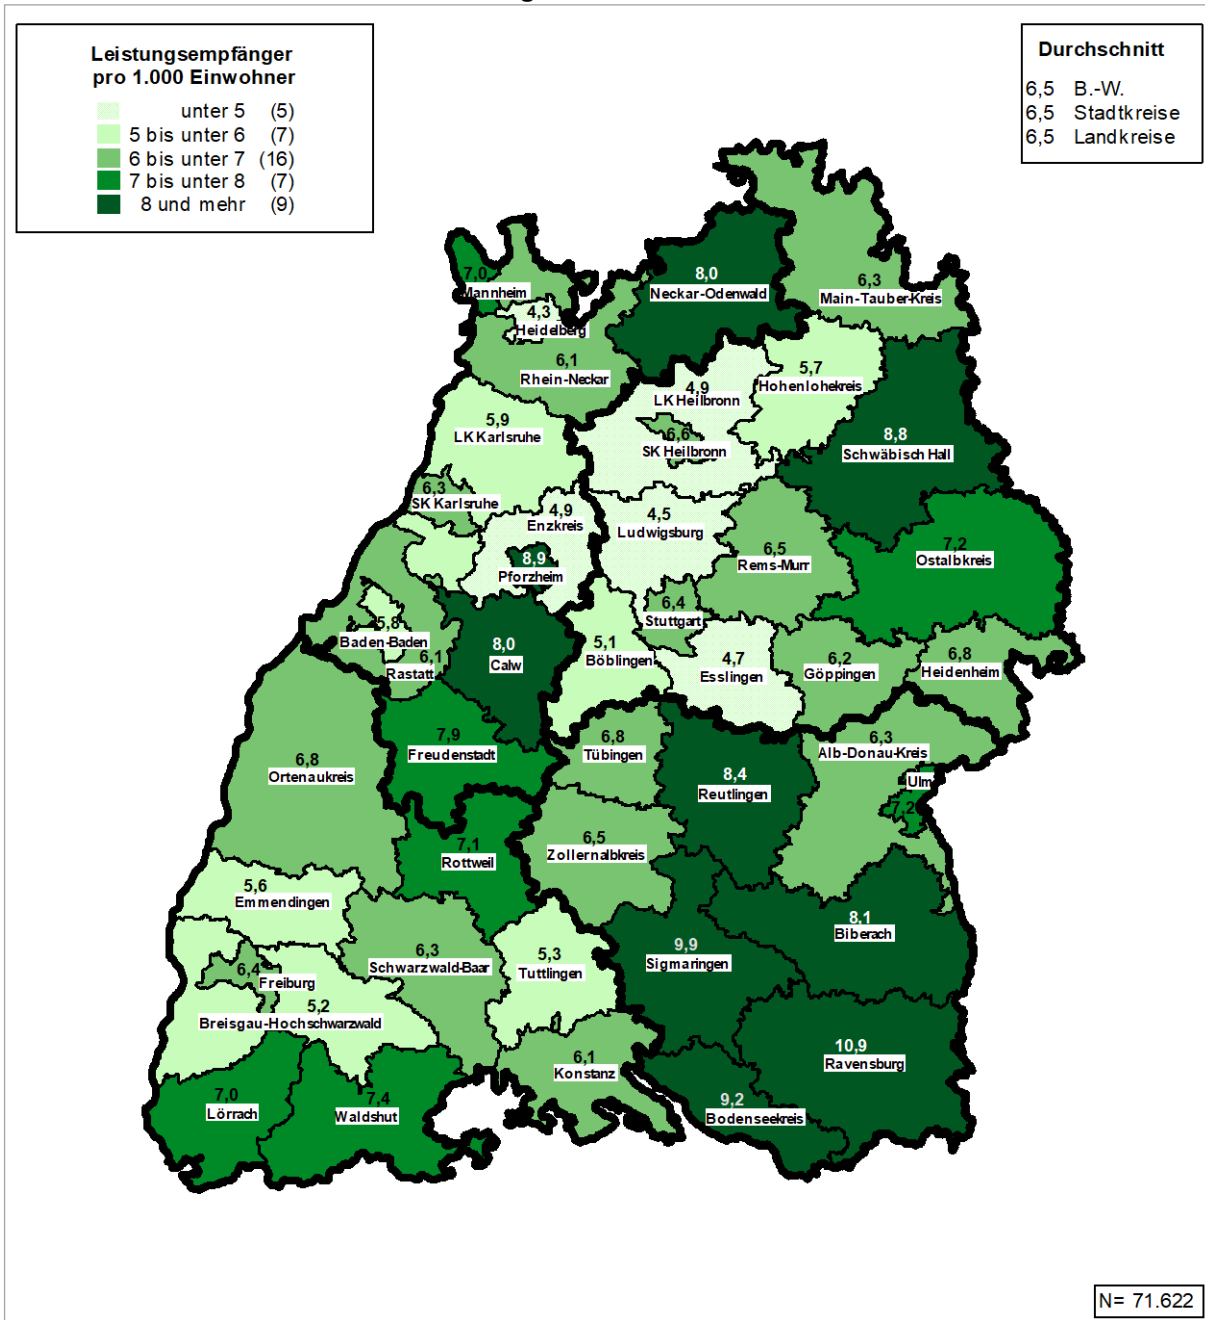 Leistungsempfänger
pro 1.000 Einwohner
unter 5 (5)
5 bis unter 6 (7)
6 bis unter 7 (16)
7 bis unter 8 (7)
8 und mehr (9)
Durchschnitt
6,5 B.-W.
6,5 Stadtkreise
6,5 Landkreise
7,0
Mannheim
8,0
Neckar-Odenwald
6,3
Main-Tauber-Kreis
4,3
Heidelberg
6,1
Rhein-Neckar
4,9
LK Heilbronn
5,7
Hohenlohekreis
5,9
LK Karlsruhe
6,6
SK Heilbronn
8,8
Schwäbisch Hall
6,3
SK Karlsruhe
4,9
Enzkreis
4,5
Ludwigsburg
6,5
Rems-Murr
7,2
Ostalbkreis
8,9
Pforzheim
6,4
Stuttgart
5,8
Baden-Baden
6,1
Rastatt
8,0
Calw
5,1
Böblingen
4,7
Esslingen
6,2
Göppingen
6,8
Heidenheim
7,9
Freudenstadt
6,8
Tübingen
6,3
Alb-Donau-Kreis
6,8
Ortenaukreis
8,4
Reutlingen
Ulm
7,2
7,1
Rottweil
6,5
Zollernalbkreis
5,6
Emmendingen
8,1
Biberach
6,3
Schwarzwald-Baar
5,3
Tuttlingen
9,9
Sigmaringen
6,4
Freiburg
5,2
Breisgau-Hochschwarzwald
6,1
Konstanz
10,9
Ravensburg
7,0
Lörrach
7,4
Waldshut
9,2
Bodenseekreis
N= 71.622